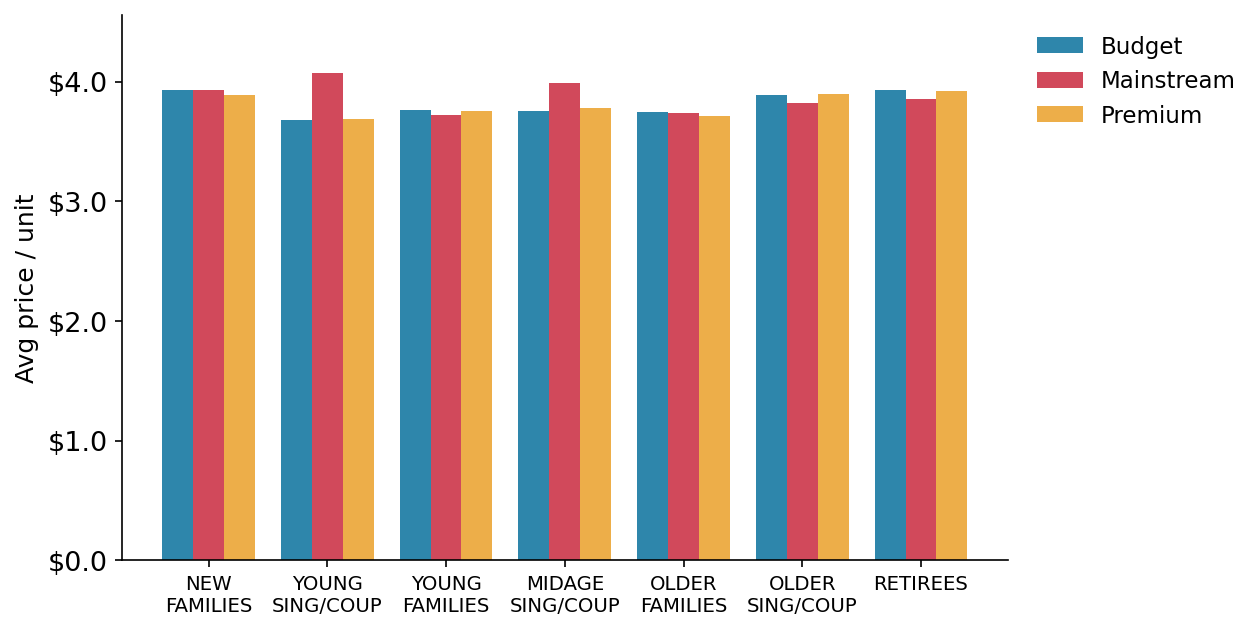 Avg price / unit
$4.0
$3.0
$2.0
$1.0
$0.0
NEW
FAMILIES
YOUNG
SING/COUP
YOUNG
FAMILIES
MIDAGE
SING/COUP
OLDER
FAMILIES
OLDER
SING/COUP
RETIREES
Budget
Mainstream
Premium